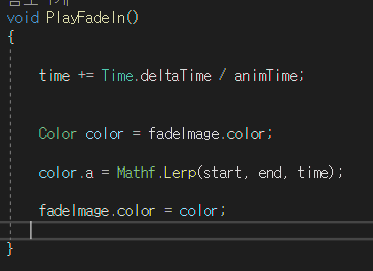 void PlayFadeIn()
{
time += Time.deltaTime / animTime;
Color color = fadeImage.color;
color.a = Mathf.Lerp(start, end, time);
fadeImage.color = color;
}